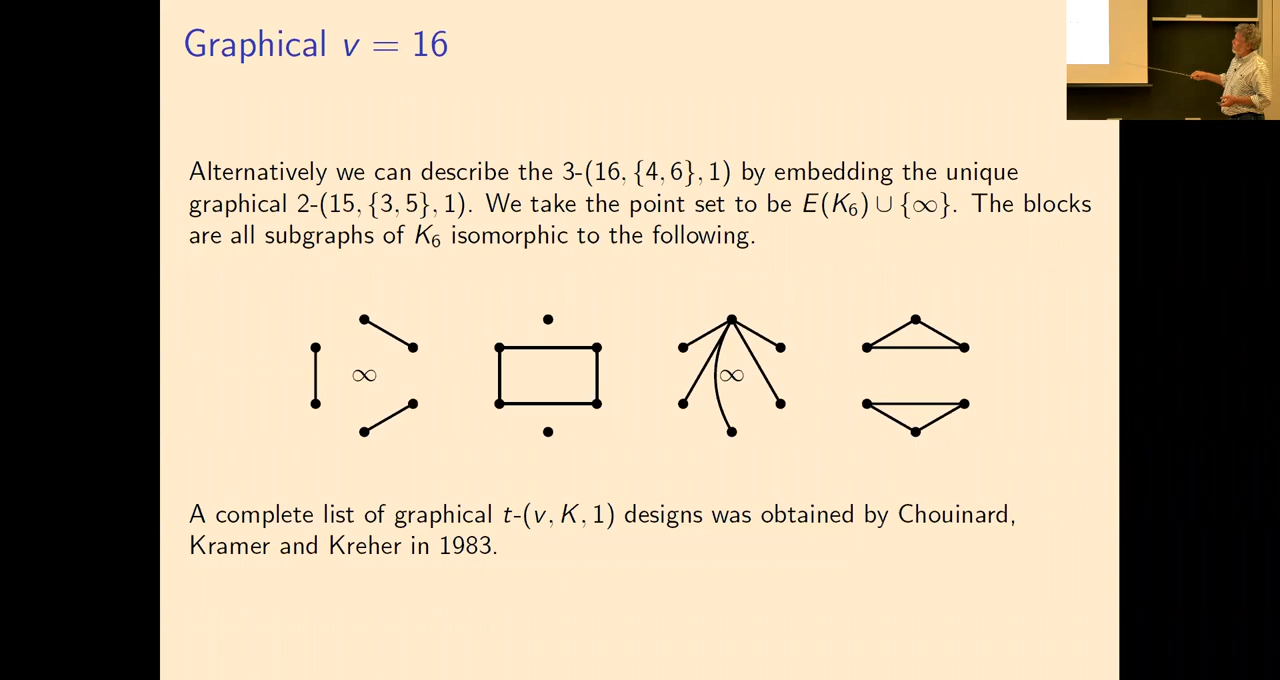 Graphical v = 16
Alternatively we can describe the 3-(16, {4, 6}, 1) by embedding the unique
graphical 2-(15, {3, 5}, 1). We take the point set to be E(K₆) ∪ {∞}. The blocks
are all subgraphs of K₆ isomorphic to the following.
∞ ∞
A complete list of graphical t-(v, K, 1) designs was obtained by Chouinard,
Kramer and Kreher in 1983.